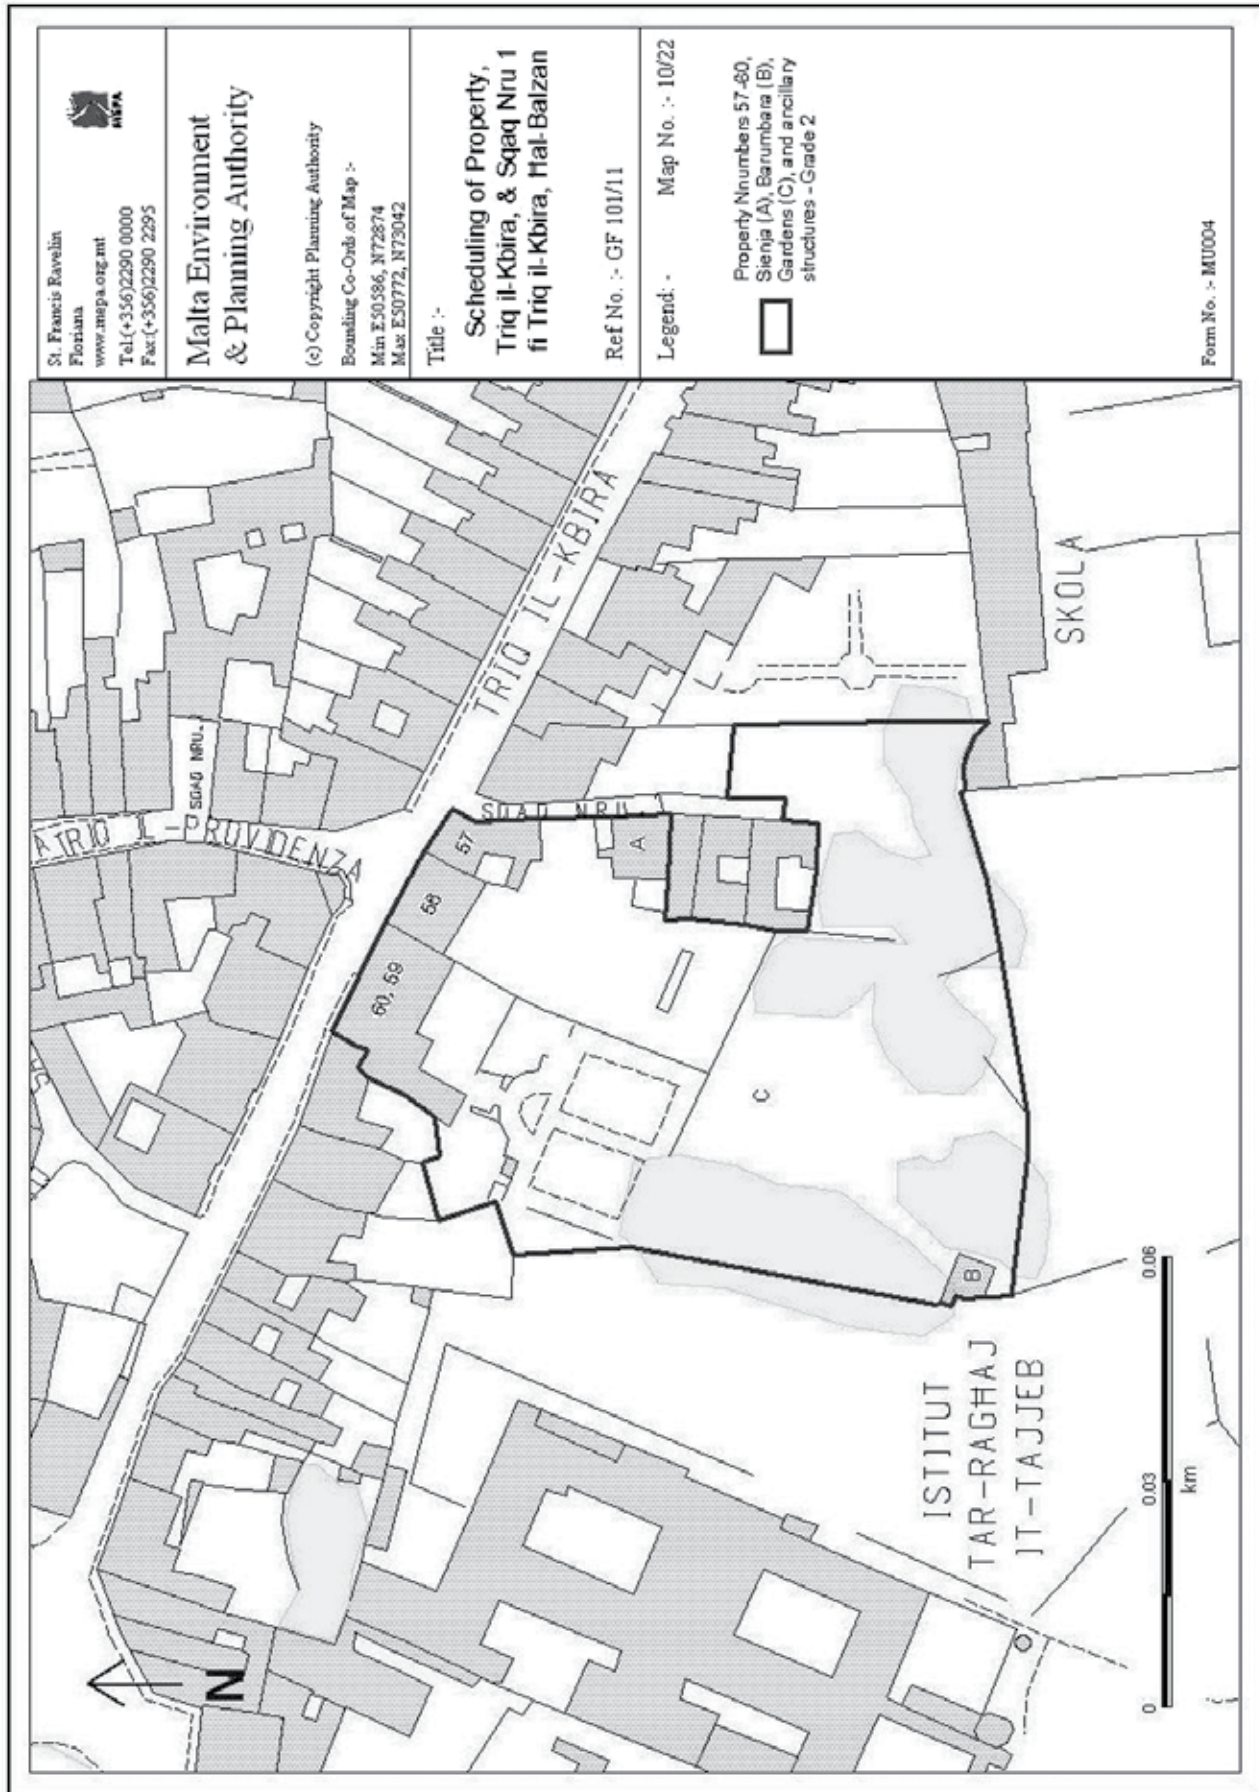 St. Francis Ravelin
Floriana
www.mepa.org.mt
Tel:(+356)2290 0000
Fax:(+356)2290 2295
MEPA
Malta Environment
& Planning Authority
(c) Copyright Planning Authority
Bounding Co-Ords of Map :-
Min E50586, N72874
Max E50772, N73042
Title :-
Scheduling of Property,
Triq il-Kbira, & Sqaq Nru 1
fi Triq il-Kbira, Ħal-Balzan
Ref No. :- GF 101/11
Legend: -
Map No. :- 10/22
Property Nnumbers 57-60,
Sienja (A), Barumbara (B),
Gardens (C), and ancillary
structures - Grade 2
Form No. :- MU004
N
TRIQ IL-PROVIDENZA
SQAQ NRU.
TRIQ IL-KBIRA
SQAQ NRU 1
57
58
60, 59
A
B
C
SKOLA
ISTITUT
TAR-RAGĦAJ
IT-TAJJEB
0
0.03
0.06
km